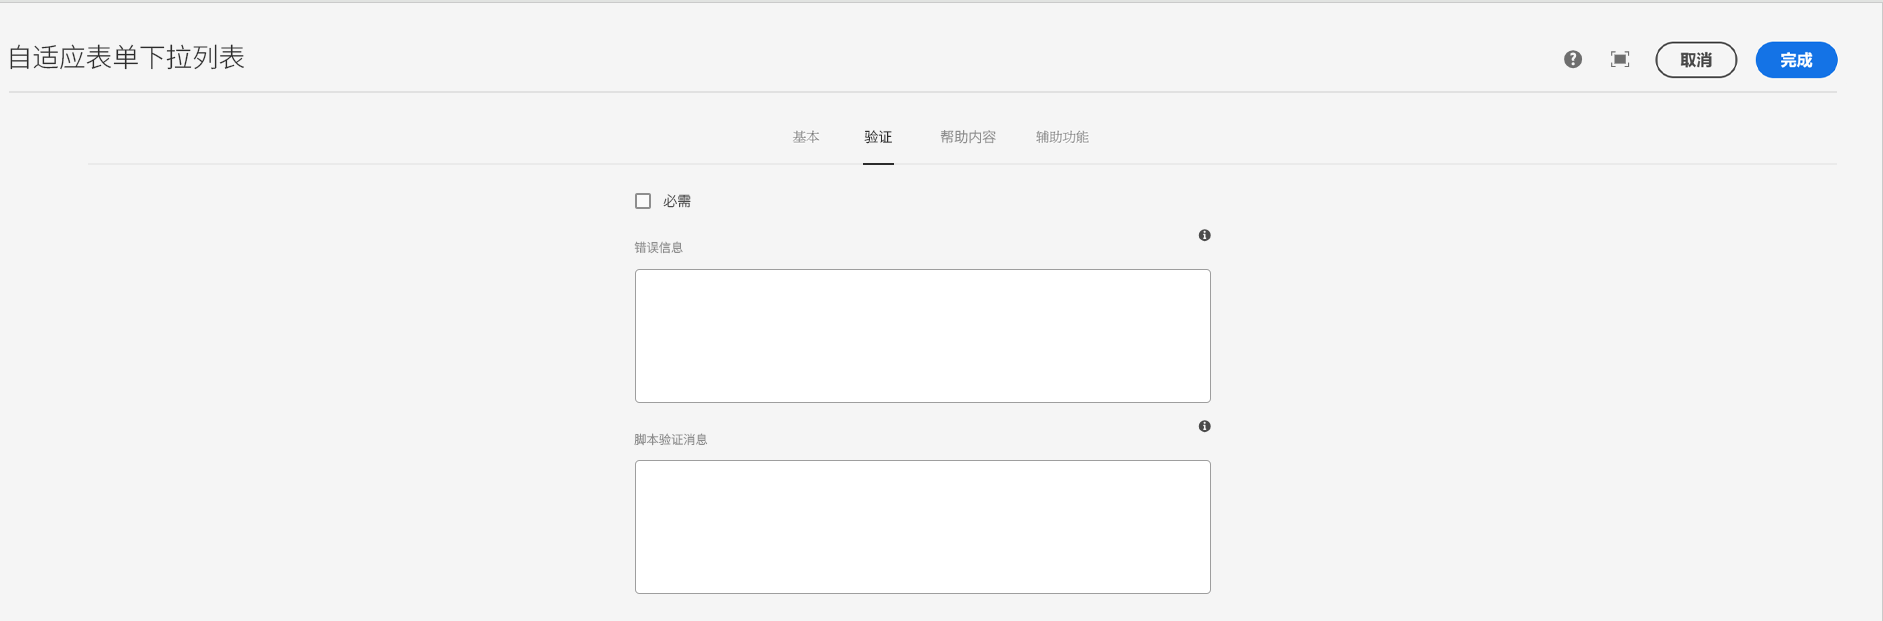 自适应表单下拉列表
取消
完成
基本 验证 帮助内容 辅助功能
必需
错误信息
脚本验证消息